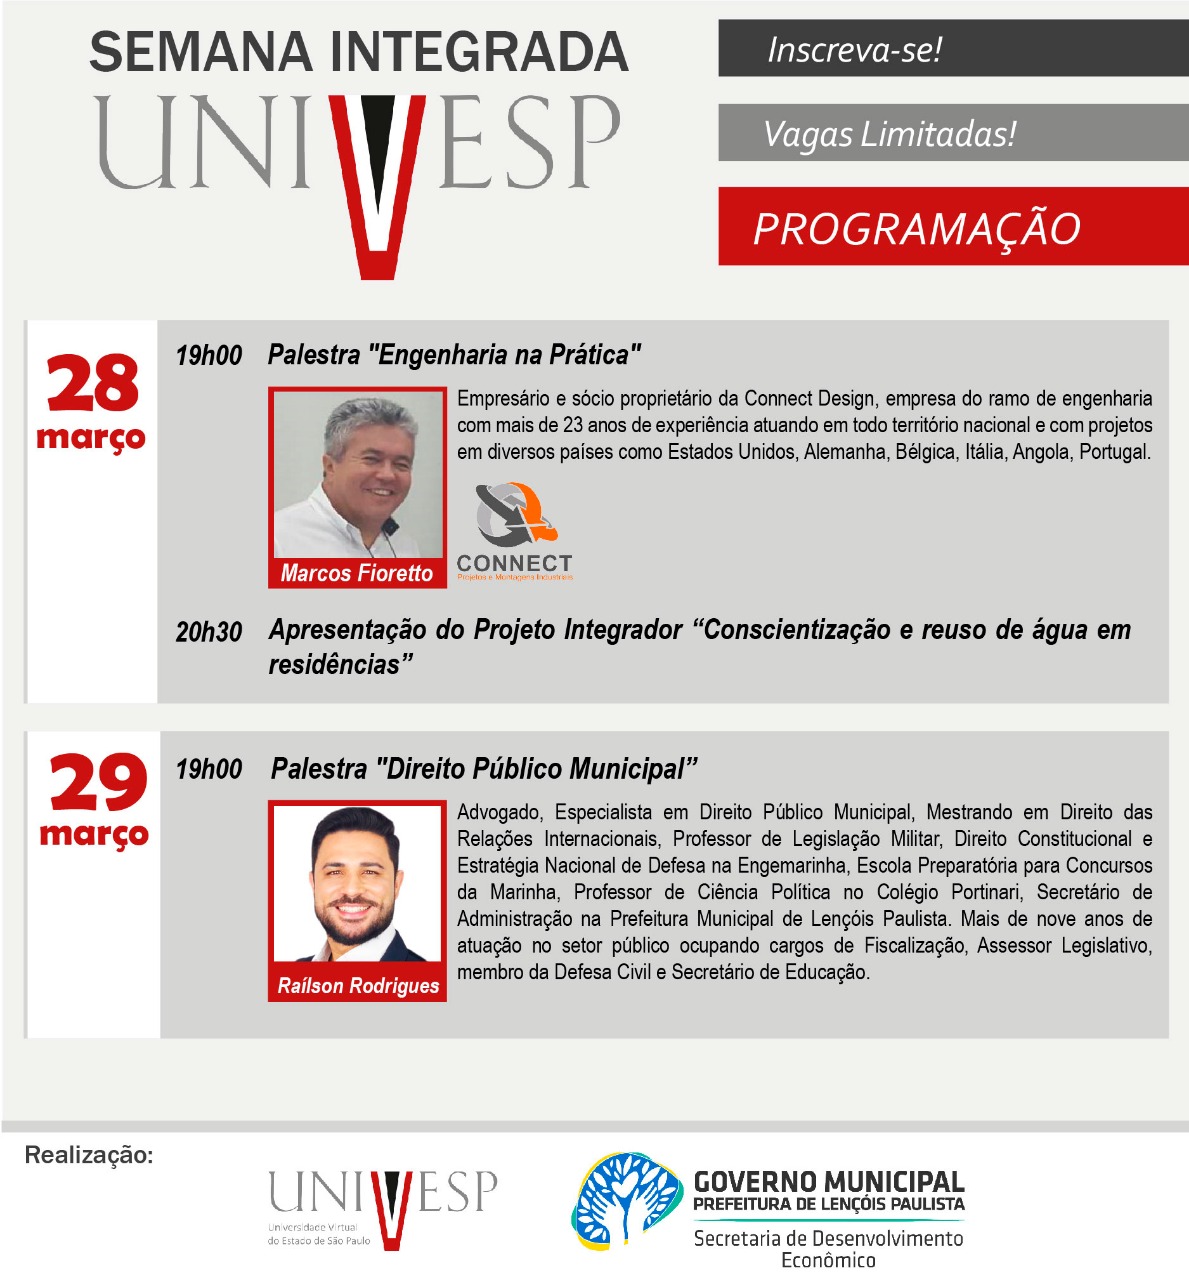 SEMANA INTEGRADA
UNIVESP
Inscreva-se!
Vagas Limitadas!
PROGRAMAÇÃO
28
março
19h00 Palestra "Engenharia na Prática"
Empresário e sócio proprietário da Connect Design, empresa do ramo de engenharia
com mais de 23 anos de experiência atuando em todo território nacional e com projetos
em diversos países como Estados Unidos, Alemanha, Bélgica, Itália, Angola, Portugal.
Marcos Fioretto
CONNECT
Projetos e Montagens Industriais
20h30 Apresentação do Projeto Integrador “Conscientização e reuso de água em
residências”
29
março
19h00 Palestra "Direito Público Municipal”
Advogado, Especialista em Direito Público Municipal, Mestrando em Direito das
Relações Internacionais, Professor de Legislação Militar, Direito Constitucional e
Estratégia Nacional de Defesa na Engemarinha, Escola Preparatória para Concursos
da Marinha, Professor de Ciência Política no Colégio Portinari, Secretário de
Administração na Prefeitura Municipal de Lençóis Paulista. Mais de nove anos de
atuação no setor público ocupando cargos de Fiscalização, Assessor Legislativo,
membro da Defesa Civil e Secretário de Educação.
Raílson Rodrigues
Realização:
UNIVESP
Universidade Virtual
do Estado de São Paulo
GOVERNO MUNICIPAL
PREFEITURA DE LENÇÓIS PAULISTA
Secretaria de Desenvolvimento
Econômico